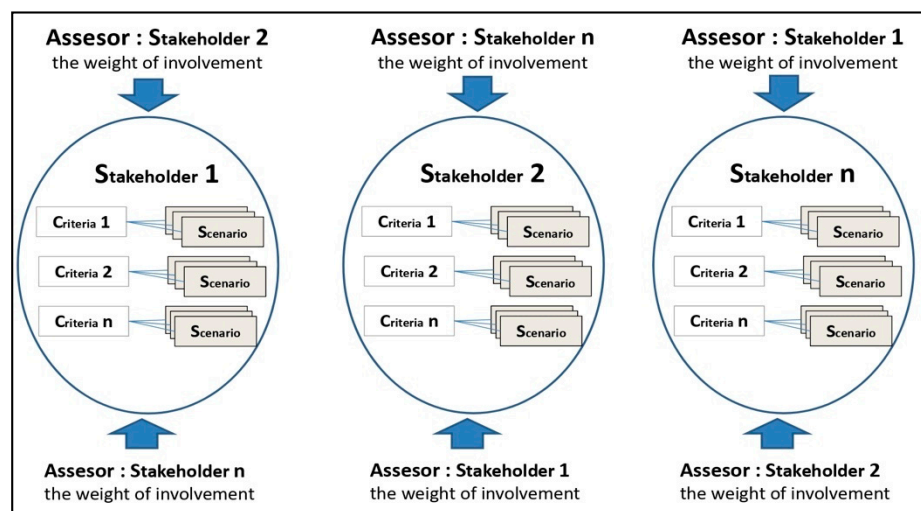 Assesor : Stakeholder 2
the weight of involvement
Assesor : Stakeholder n
the weight of involvement
Assesor : Stakeholder 1
the weight of involvement
Stakeholder 1
Criteria 1
Scenario
Criteria 2
Scenario
Criteria n
Scenario
Stakeholder 2
Criteria 1
Scenario
Criteria 2
Scenario
Criteria n
Scenario
Stakeholder n
Criteria 1
Scenario
Criteria 2
Scenario
Criteria n
Scenario
Assesor : Stakeholder n
the weight of involvement
Assesor : Stakeholder 1
the weight of involvement
Assesor : Stakeholder 2
the weight of involvement